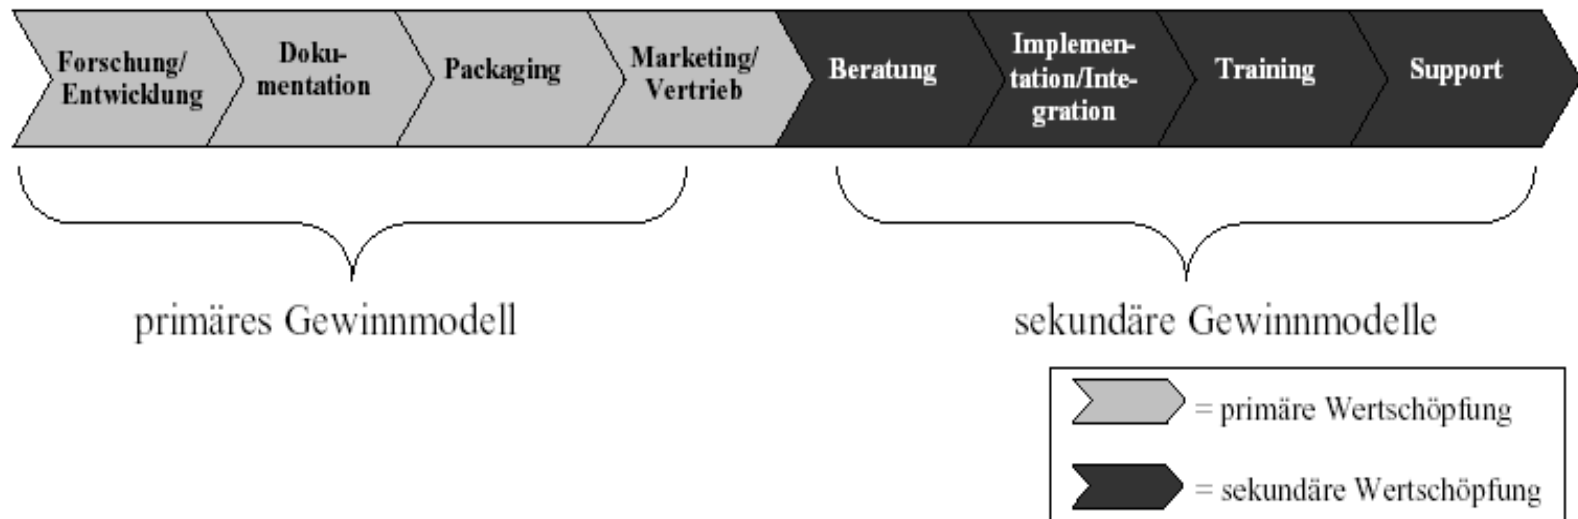 Forschung/
Entwicklung
Doku-
mentation
Packaging
Marketing/
Vertrieb
Beratung
Implemen-
tation/Inte-
gration
Training
Support
primäres Gewinnmodell
sekundäre Gewinnmodelle
= primäre Wertschöpfung
= sekundäre Wertschöpfung